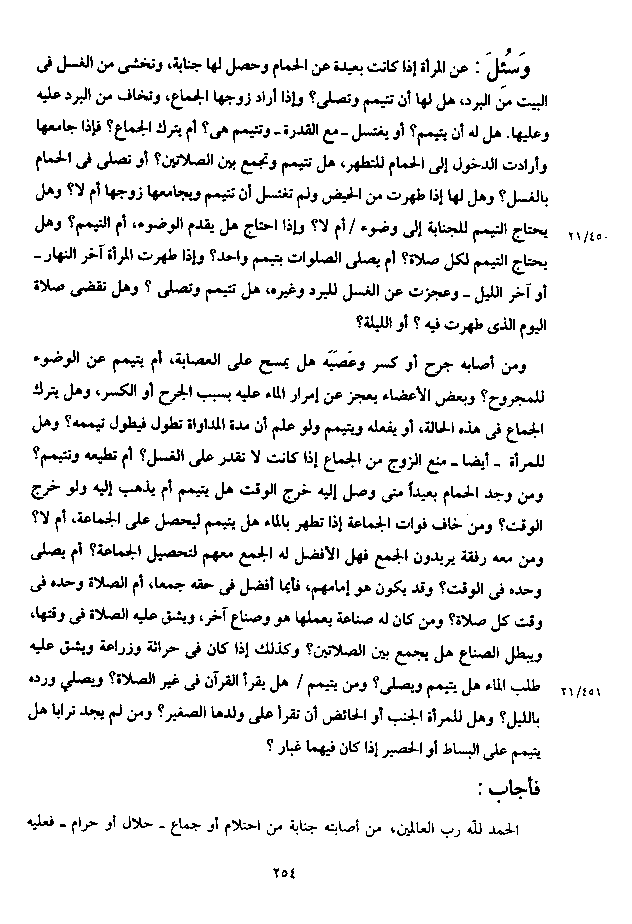 وَسُئلَ : عن المرأة إذا كانت بعيدة عن الحمام وحصل لها جنابة، وتخشى من الغسل فى
البيت من البرد، هل لها أن تتيمم وتصلى؟ وإذا أراد زوجها الجماع، وتخاف من البرد عليه
وعليها. هل له أن يتيمم؟ أو يغتسل ـ مع القدرة ـ وتتيمم هى؟ أم يترك الجماع؟ فإذا جامعها
وأرادت الدخول إلى الحمام للتطهر، هل تتيمم وتجمع بين الصلاتين؟ أو تصلى فى الحمام
بالغسل؟ وهل لها إذا طهرت من الحيض ولم تغتسل أن تتيمم ويجامعها زوجها أم لا؟ وهل
يحتاج التيمم للجنابة إلى وضوء / أم لا؟ وإذا احتاج هل يقدم الوضوء، أم التيمم؟ وهل
٢١/٤٥٠
يحتاج التيمم لكل صلاة؟ أم يصلى الصلوات بتيمم واحد؟ وإذا طهرت المرأة آخر النهار ـ
أو آخر الليل ـ وعجزت عن الغسل للبرد وغيره، هل تتيمم وتصلى ؟ وهل تقضى صلاة
اليوم الذى طهرت فيه ؟ أو الليلة؟
ومن أصابه جرح أو كسر وعَصَبَه هل يمسح على العصابة، أم يتيمم عن الوضوء
للمجروح؟ وبعض الأعضاء يعجز عن إمرار الماء عليه بسبب الجرح أو الكسر، وهل يترك
الجماع فى هذه الحالة، أو يفعله ويتيمم ولو علم أن مدة المداواة تطول فيطول تيممه؟ وهل
للمرأة ـ أيضا ـ منع الزوج من الجماع إذا كانت لا تقدر على الغسل؟ أم تطيعه وتتيمم؟
ومن وجد الحمام بعيداً متى وصل إليه خرج الوقت هل يتيمم أم يذهب إليه ولو خرج
الوقت؟ ومن خاف فوات الجماعة إذا تطهر بالماء هل يتيمم ليحصل على الجماعة، أم لا؟
ومن معه رفقة يريدون الجمع فهل الأفضل له الجمع معهم لتحصيل الجماعة؟ أم يصلى
وحده فى الوقت؟ وقد يكون هو إمامهم، فأيما أفضل فى حقه جمعا، أم الصلاة وحده فى
وقت كل صلاة؟ ومن كان له صناعة يعملها هو وصناع آخر، ويشق عليه الصلاة فى وقتها،
ويبطل الصناع هل يجمع بين الصلاتين؟ وكذلك إذا كان فى حراثة وزراعة ويشق عليه
طلب الماء هل يتيمم ويصلى؟ ومن يتيمم / هل يقرأ القرآن فى غير الصلاة؟ ويصلي ورده
٢١/٤٥١
بالليل؟ وهل للمرأة الجنب أو الحائض أن تقرأ على ولدها الصغير؟ ومن لم يجد ترابا هل
يتيمم على البساط أو الحصير إذا كان فيهما غبار ؟
فأجاب :
الحمد لله رب العالمين، من أصابته جنابة من احتلام أو جماع ـ حلال أو حرام ـ فعليه
٢٥٤